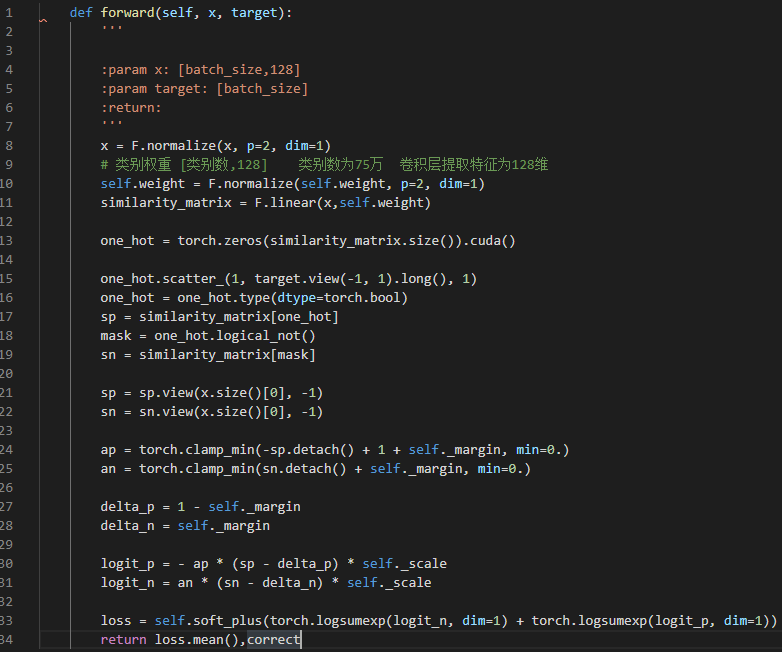 1 def forward(self, x, target):
2 '''
3
4 :param x: [batch_size,128]
5 :param target: [batch_size]
6 :return:
7 '''
8 x = F.normalize(x, p=2, dim=1)
9 # 类别权重 [类别数,128]    类别数为75万  卷积层提取特征为128维
10 self.weight = F.normalize(self.weight, p=2, dim=1)
11 similarity_matrix = F.linear(x,self.weight)
12
13 one_hot = torch.zeros(similarity_matrix.size()).cuda()
14
15 one_hot.scatter_(1, target.view(-1, 1).long(), 1)
16 one_hot = one_hot.type(dtype=torch.bool)
17 sp = similarity_matrix[one_hot]
18 mask = one_hot.logical_not()
19 sn = similarity_matrix[mask]
20
21 sp = sp.view(x.size()[0], -1)
22 sn = sn.view(x.size()[0], -1)
23
24 ap = torch.clamp_min(-sp.detach() + 1 + self._margin, min=0.)
25 an = torch.clamp_min(sn.detach() + self._margin, min=0.)
26
27 delta_p = 1 - self._margin
28 delta_n = self._margin
29
30 logit_p = - ap * (sp - delta_p) * self._scale
31 logit_n = an * (sn - delta_n) * self._scale
32
33 loss = self.soft_plus(torch.logsumexp(logit_n, dim=1) + torch.logsumexp(logit_p, dim=1))
34 return loss.mean(),correct